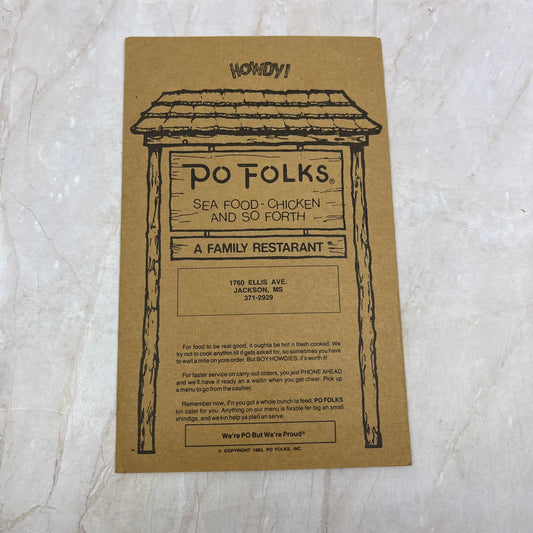 HOWDY!
PO FOLKS®
SEA FOOD - CHICKEN
AND SO FORTH
A FAMILY RESTARANT
1760 ELLIS AVE.
JACKSON, MS
371-2929
For food to be real good, it oughta be hot n fresh cooked. We
try not to cook anythin till it gets asked for, so sometimes you have
to wait a mite on yore order. But BOY HOWDIES, it's worth it!
For faster service on carry-out orders, you jest PHONE AHEAD
and we'll have it ready an a waitin when you get cheer. Pick up
a menu to go from the cashier.
Remember now, if'n you got a whole bunch ta feed, PO FOLKS
kin cater for you. Anything on our menu is fixable fer big an small
shindigs, and we kin help ya plan an serve.
We're PO But We're Proud®
© COPYRIGHT 1983, PO FOLKS, INC.